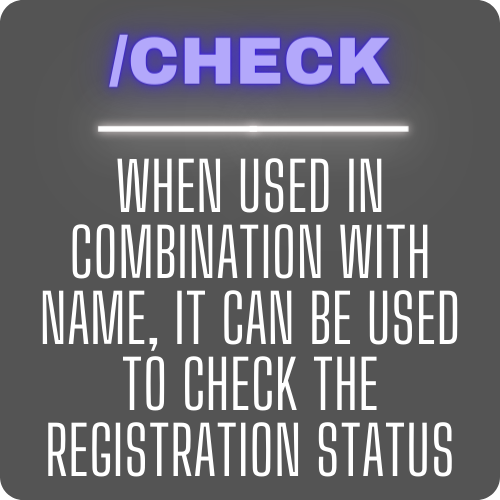 /CHECK
WHEN USED IN
COMBINATION WITH
NAME, IT CAN BE USED
TO CHECK THE
REGISTRATION STATUS